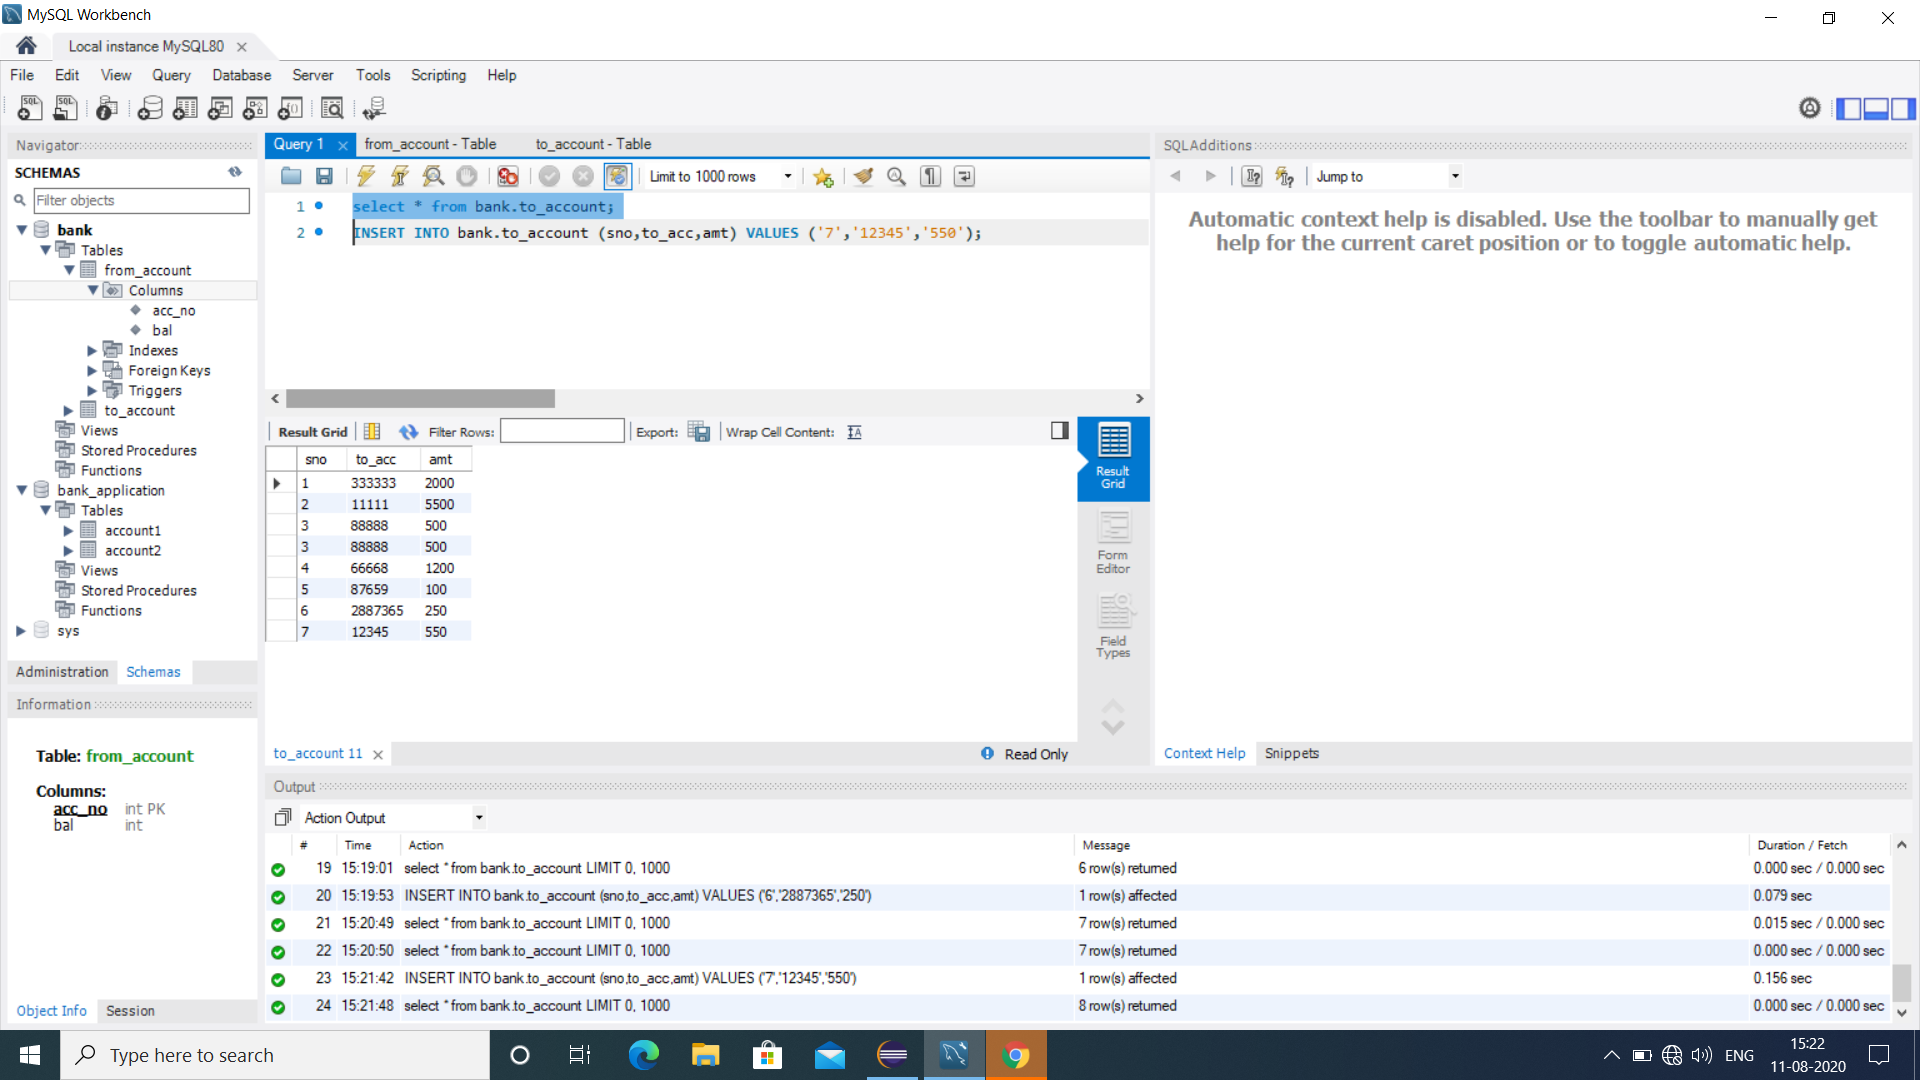 MySQL Workbench
Local instance MySQL80
File Edit View Query Database Server Tools Scripting Help
Navigator
SCHEMAS
Filter objects
bank
Tables
from_account
Columns
acc_no
bal
Indexes
Foreign Keys
Triggers
to_account
Views
Stored Procedures
Functions
bank_application
Tables
account1
account2
Views
Stored Procedures
Functions
sys
Administration Schemas
Information
Table: from_account
Columns:
acc_no int PK
bal int
Object Info Session
Query 1 from_account - Table to_account - Table
Limit to 1000 rows
1 select * from bank.to_account;
2 INSERT INTO bank.to_account (sno,to_acc,amt) VALUES ('7','12345','550');
Result Grid Filter Rows: Export: Wrap Cell Content:
sno to_acc amt
1 333333 2000
2 11111 5500
3 88888 500
3 88888 500
4 66668 1200
5 87659 100
6 2887365 250
7 12345 550
Result
Grid
Form
Editor
Field
Types
to_account 11 Read Only
SQLAdditions
Jump to
Automatic context help is disabled. Use the toolbar to manually get
help for the current caret position or to toggle automatic help.
Context Help Snippets
Output
Action Output
# Time Action Message Duration / Fetch
19 15:19:01 select * from bank.to_account LIMIT 0, 1000 6 row(s) returned 0.000 sec / 0.000 sec
20 15:19:53 INSERT INTO bank.to_account (sno,to_acc,amt) VALUES ('6','2887365','250') 1 row(s) affected 0.079 sec
21 15:20:49 select * from bank.to_account LIMIT 0, 1000 7 row(s) returned 0.015 sec / 0.000 sec
22 15:20:50 select * from bank.to_account LIMIT 0, 1000 7 row(s) returned 0.000 sec / 0.000 sec
23 15:21:42 INSERT INTO bank.to_account (sno,to_acc,amt) VALUES ('7','12345','550') 1 row(s) affected 0.156 sec
24 15:21:48 select * from bank.to_account LIMIT 0, 1000 8 row(s) returned 0.000 sec / 0.000 sec
Type here to search
ENG
15:22
11-08-2020